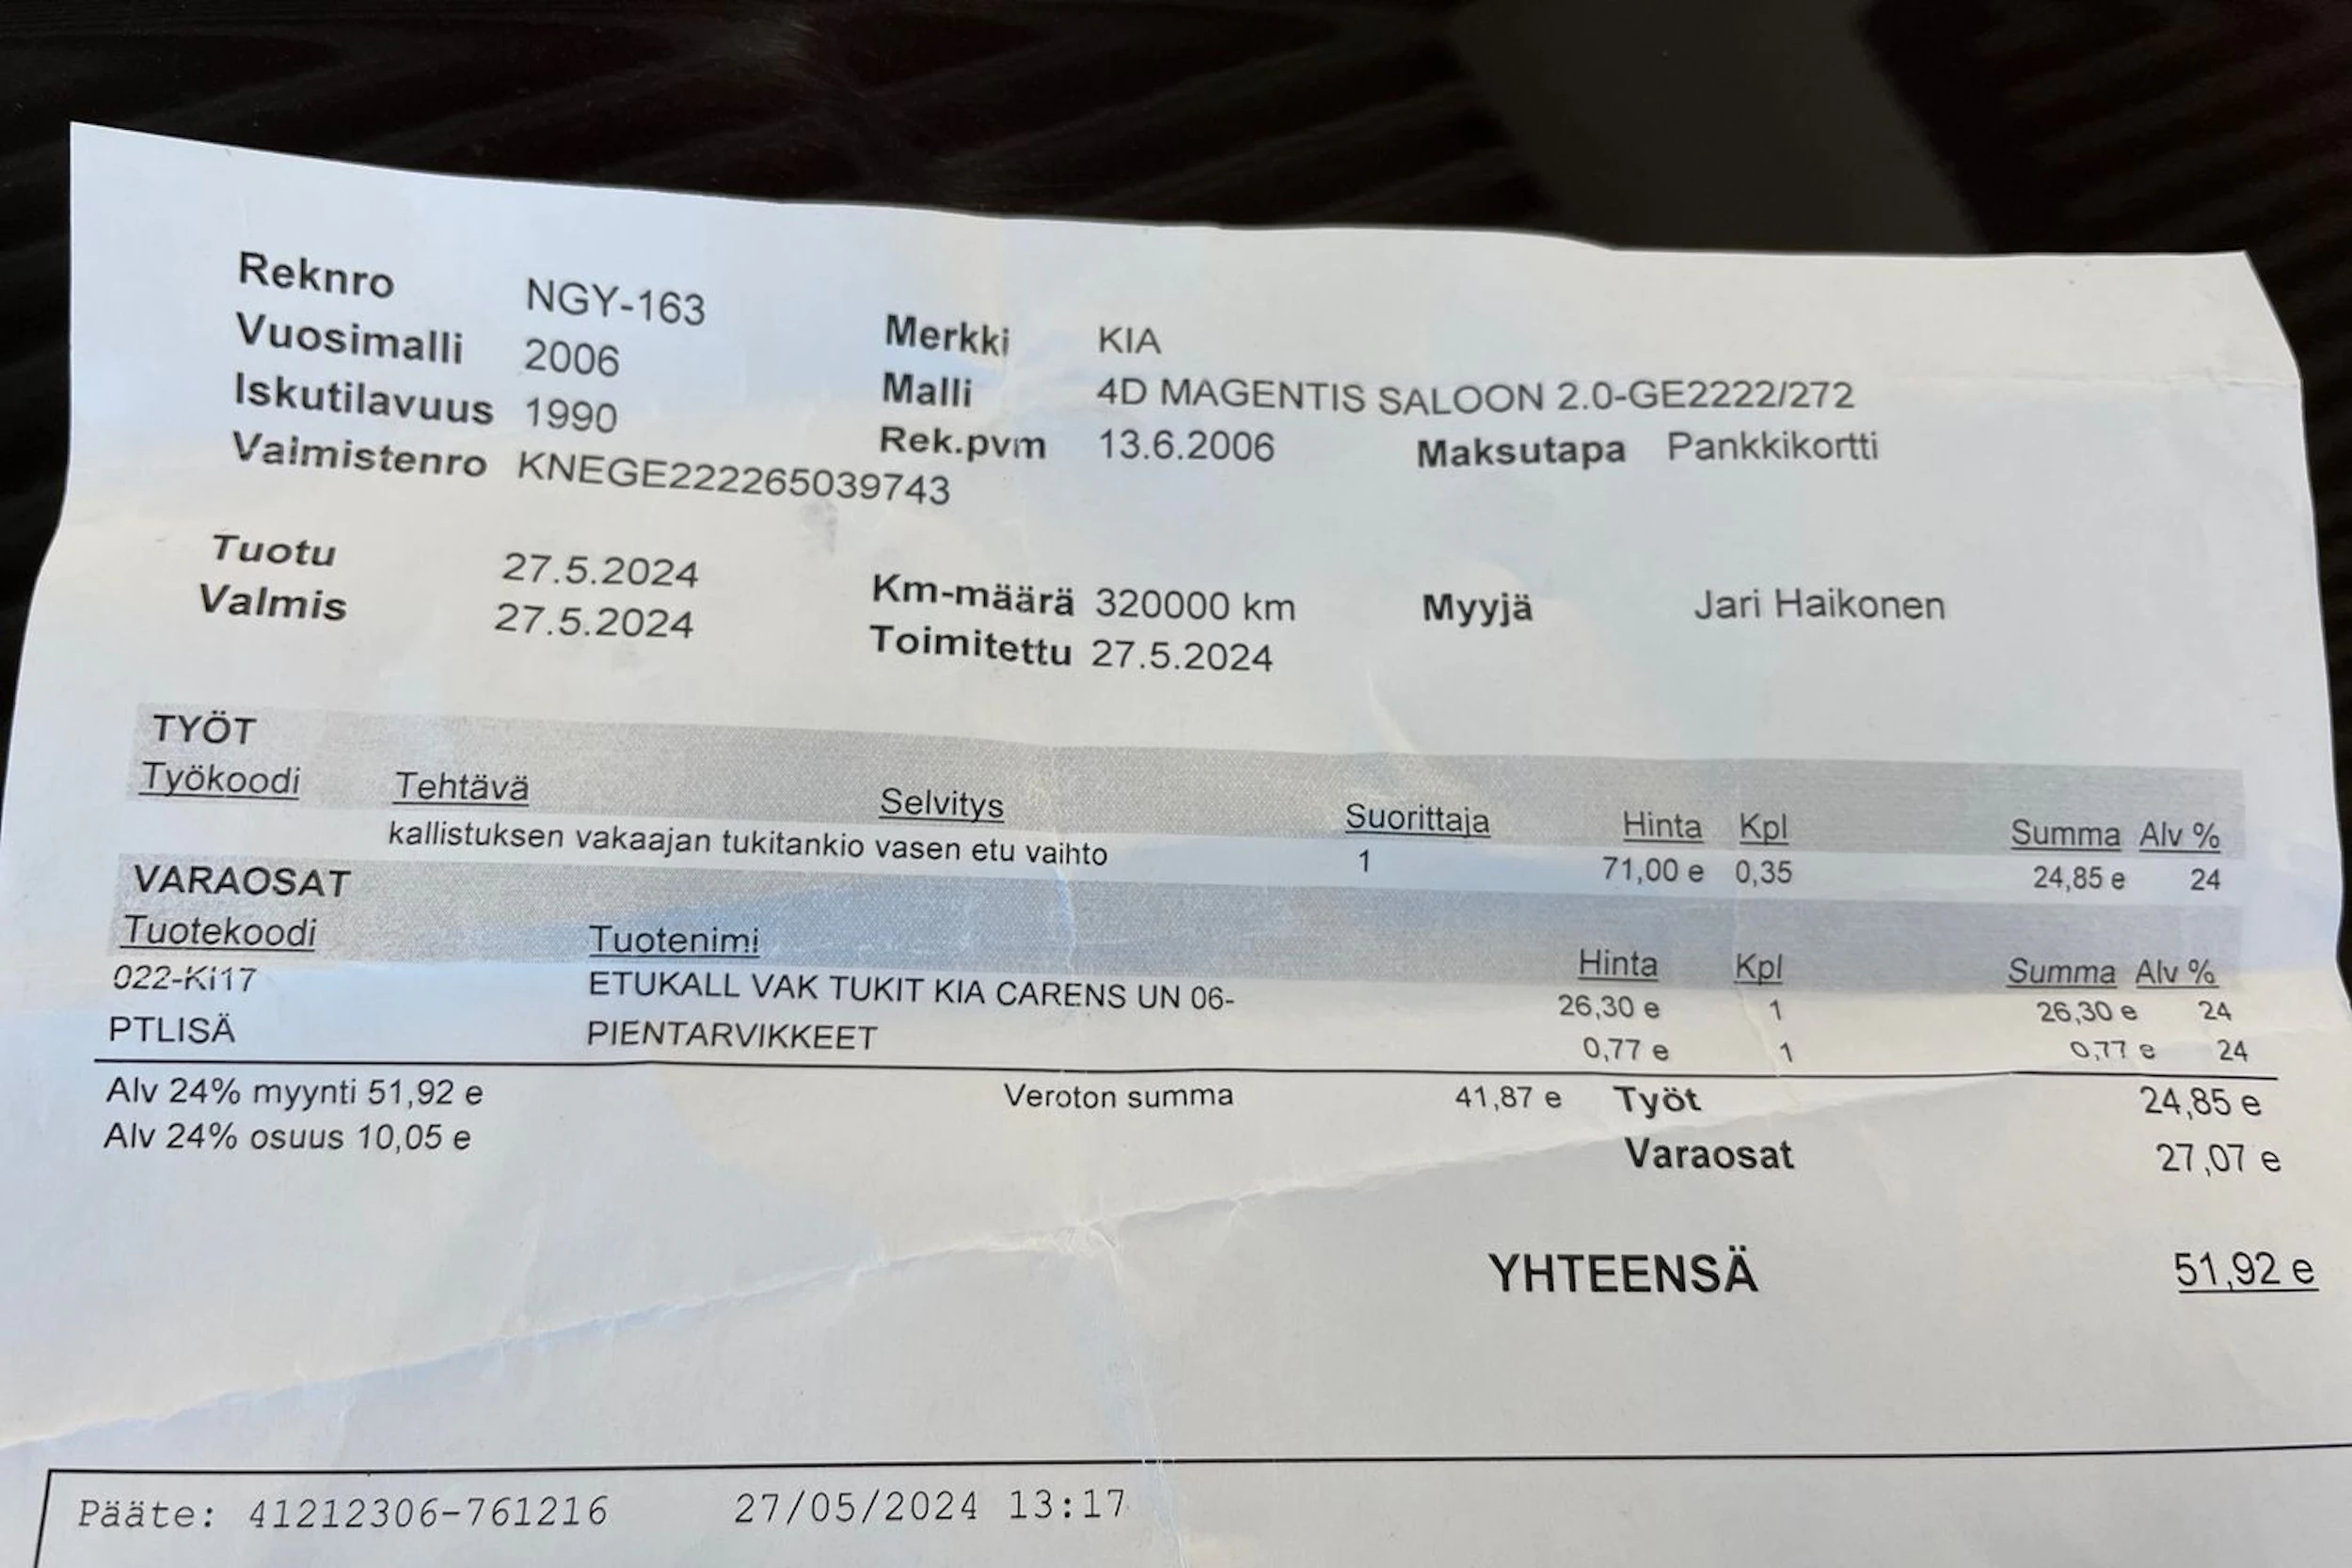 Reknro NGY-163
Vuosimalli 2006 Merkki KIA
Iskutilavuus 1990 Malli 4D MAGENTIS SALOON 2.0-GE2222/272
Valmistenro KNEGE222265039743 Rek.pvm 13.6.2006 Maksutapa Pankkikortti
Tuotu 27.5.2024 Km-määrä 320000 km Myyjä Jari Haikonen
Valmis 27.5.2024 Toimitettu 27.5.2024
TYÖT
Työkoodi Tehtävä Selvitys Suorittaja Hinta Kpl Summa Alv %
kallistuksen vakaajan tukitankio vasen etu vaihto 1 71,00 e 0,35 24,85 e 24
VARAOSAT
Tuotekoodi Tuotenimi Hinta Kpl Summa Alv %
022-Ki17 ETUKALL VAK TUKIT KIA CARENS UN 06- 26,30 e 1 26,30 e 24
PTLISÄ PIENTARVIKKEET 0,77 e 1 0,77 e 24
Alv 24% myynti 51,92 e Veroton summa 41,87 e Työt 24,85 e
Alv 24% osuus 10,05 e Varaosat 27,07 e
YHTEENSÄ 51,92 e
Pääte: 41212306-761216 27/05/2024 13:17